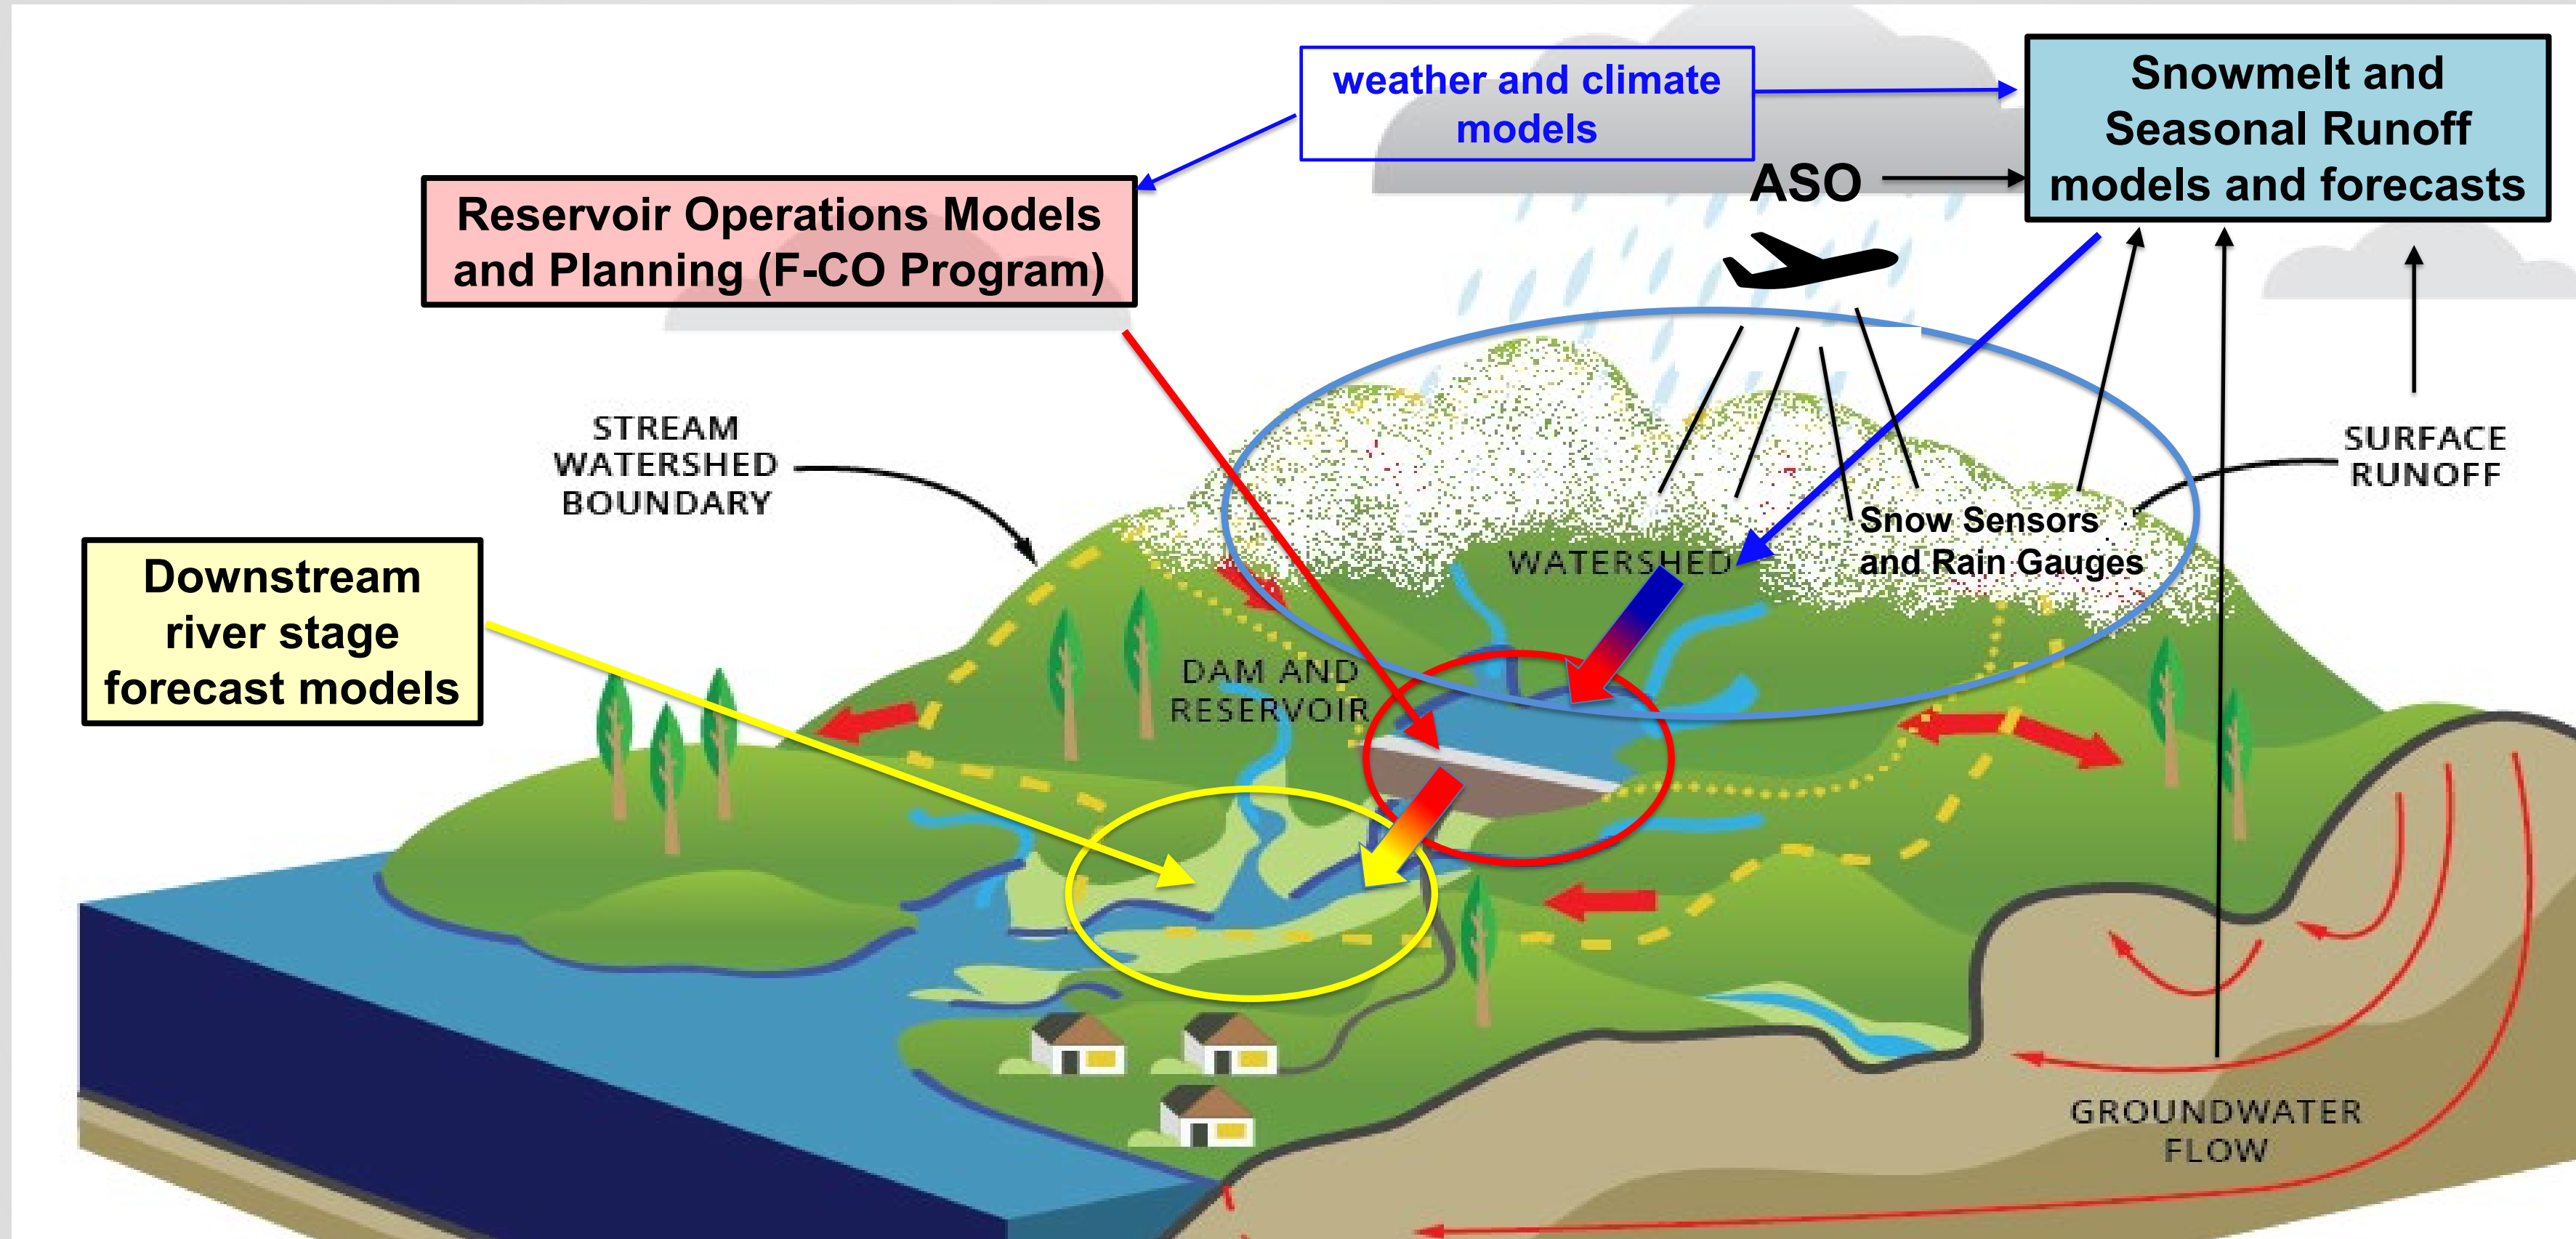 weather and climate
models
Snowmelt and
Seasonal Runoff
models and forecasts
ASO
Reservoir Operations Models
and Planning (F-CO Program)
STREAM
WATERSHED
BOUNDARY
SURFACE
RUNOFF
Snow Sensors
and Rain Gauges
WATERSHED
Downstream
river stage
forecast models
DAM AND
RESERVOIR
GROUNDWATER
FLOW